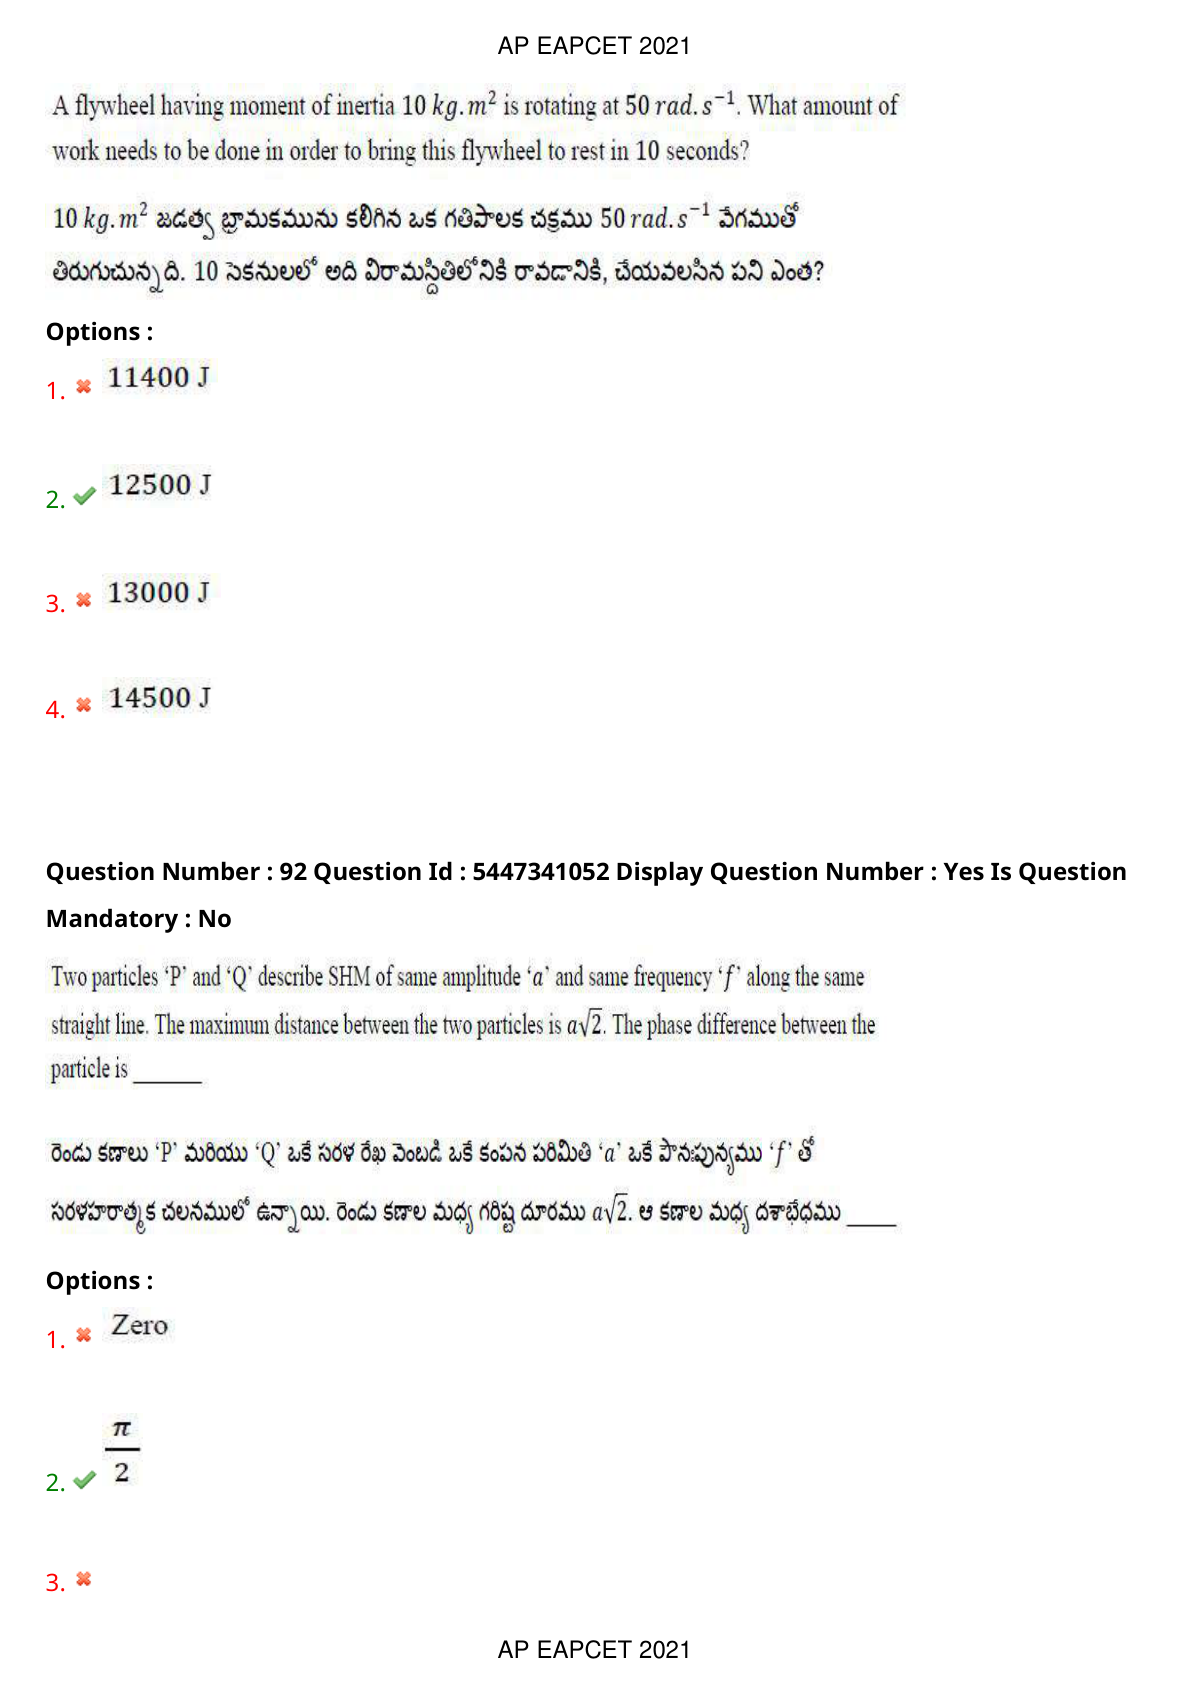 AP EAPCET 2021
A flywheel having moment of inertia 10 kg.m² is rotating at 50 rad.s⁻¹. What amount of
work needs to be done in order to bring this flywheel to rest in 10 seconds?
10 kg.m² జడత్వ భ్రామకమును కలిగిన ఒక గతిపాలక చక్రము 50 rad.s⁻¹ వేగముతో
తిరుగుచున్నది. 10 సెకనులలో అది విరామస్దితిలోనికి రావడానికి, చేయవలసిన పని ఎంత?
Options :
1. 11400 J
2. 12500 J
3. 13000 J
4. 14500 J
Question Number : 92 Question Id : 5447341052 Display Question Number : Yes Is Question
Mandatory : No
Two particles ‘P’ and ‘Q’ describe SHM of same amplitude ‘a’ and same frequency ‘f’ along the same
straight line. The maximum distance between the two particles is a√2. The phase difference between the
particle is ______
రెండు కణాలు ‘P’ మరియు ‘Q’ ఒకే సరళ రేఖ వెంబడి ఒకే కంపన పరిమితి ‘a’ ఒకే పౌనఃపున్యము ‘f’ తో
సరళహరాత్మక చలనములో ఉన్నాయి. రెండు కణాల మధ్య గరిష్ట దూరము a√2. ఆ కణాల మధ్య దశాభేధము ____
Options :
1. Zero
2. π/2
3.
AP EAPCET 2021